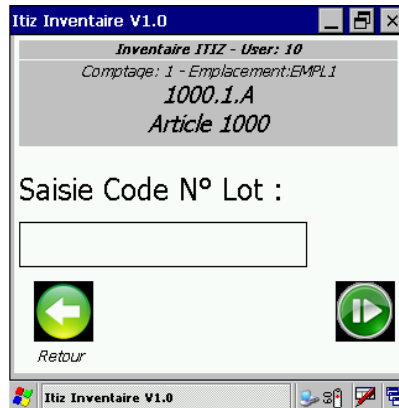 Itiz Inventaire V1.0
Inventaire ITIZ - User: 10
Comptage: 1 - Emplacement:EMPL1
1000.1.A
Article 1000
Saisie Code N° Lot :
Retour
Itiz Inventaire V1.0